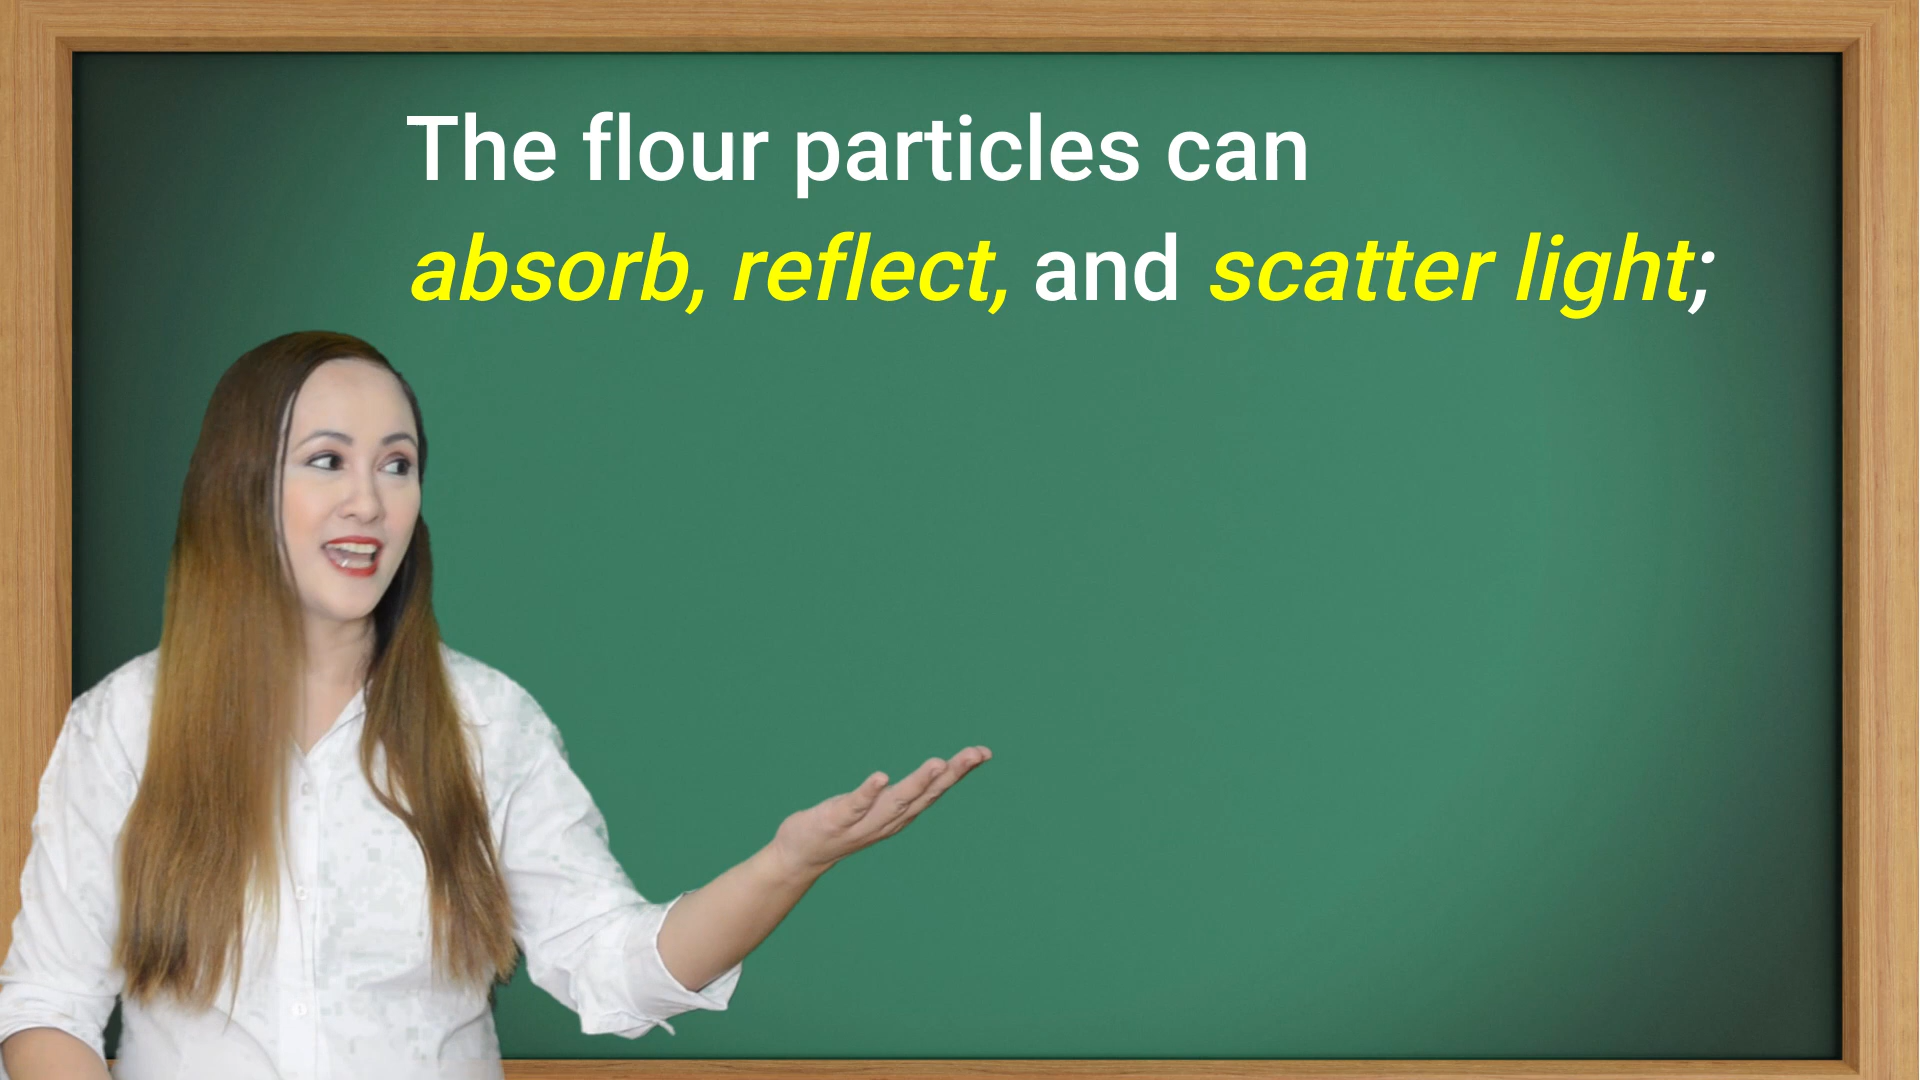 The flour particles can
absorb, reflect, and scatter light;